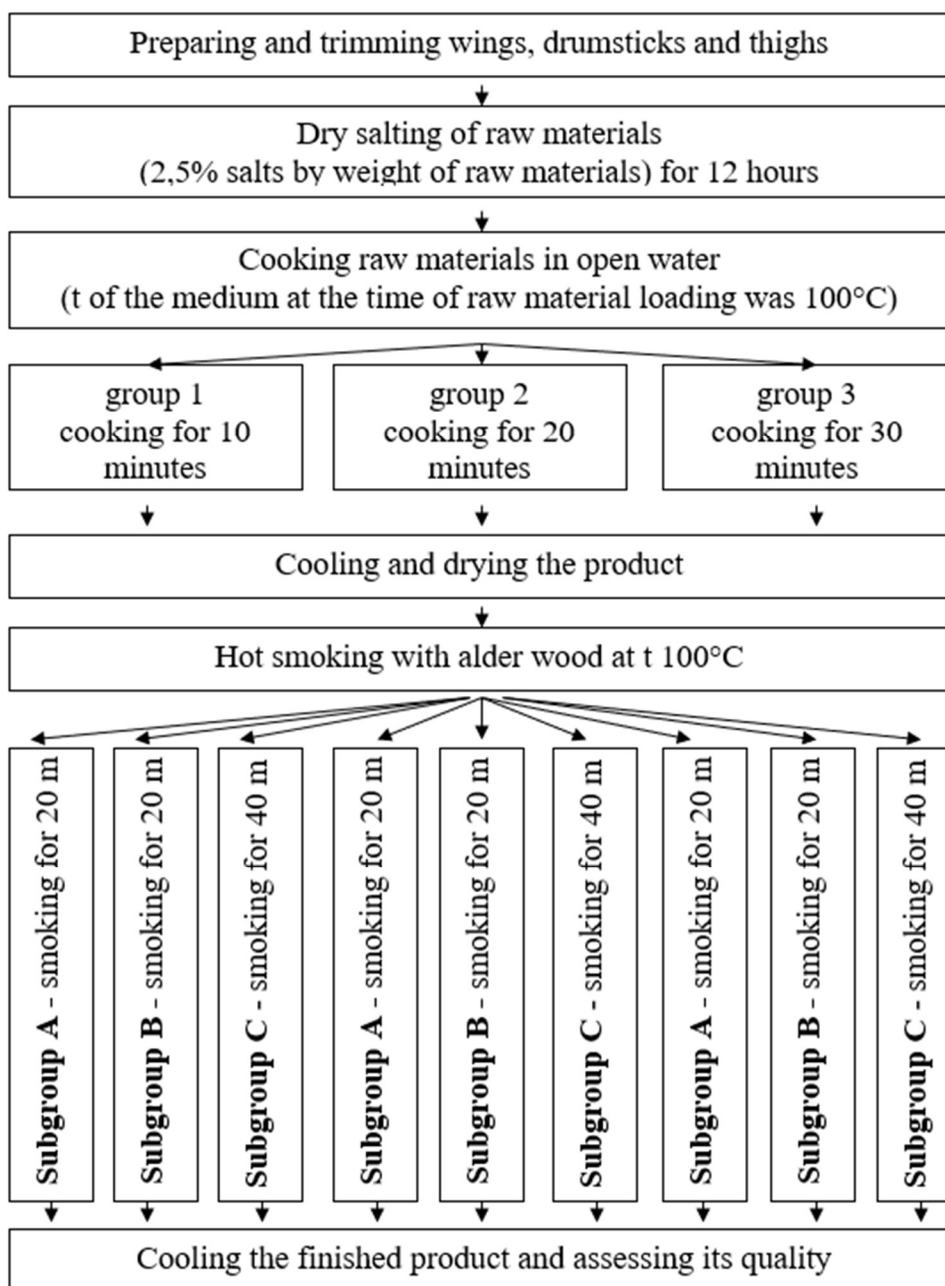 Preparing and trimming wings, drumsticks and thighs
Dry salting of raw materials
(2,5% salts by weight of raw materials) for 12 hours
Cooking raw materials in open water
(t of the medium at the time of raw material loading was 100°C)
group 1
cooking for 10
minutes
group 2
cooking for 20
minutes
group 3
cooking for 30
minutes
Cooling and drying the product
Hot smoking with alder wood at t 100°C
Subgroup A - smoking for 20 m
Subgroup B - smoking for 20 m
Subgroup C - smoking for 40 m
Subgroup A - smoking for 20 m
Subgroup B - smoking for 20 m
Subgroup C - smoking for 40 m
Subgroup A - smoking for 20 m
Subgroup B - smoking for 20 m
Subgroup C - smoking for 40 m
Cooling the finished product and assessing its quality